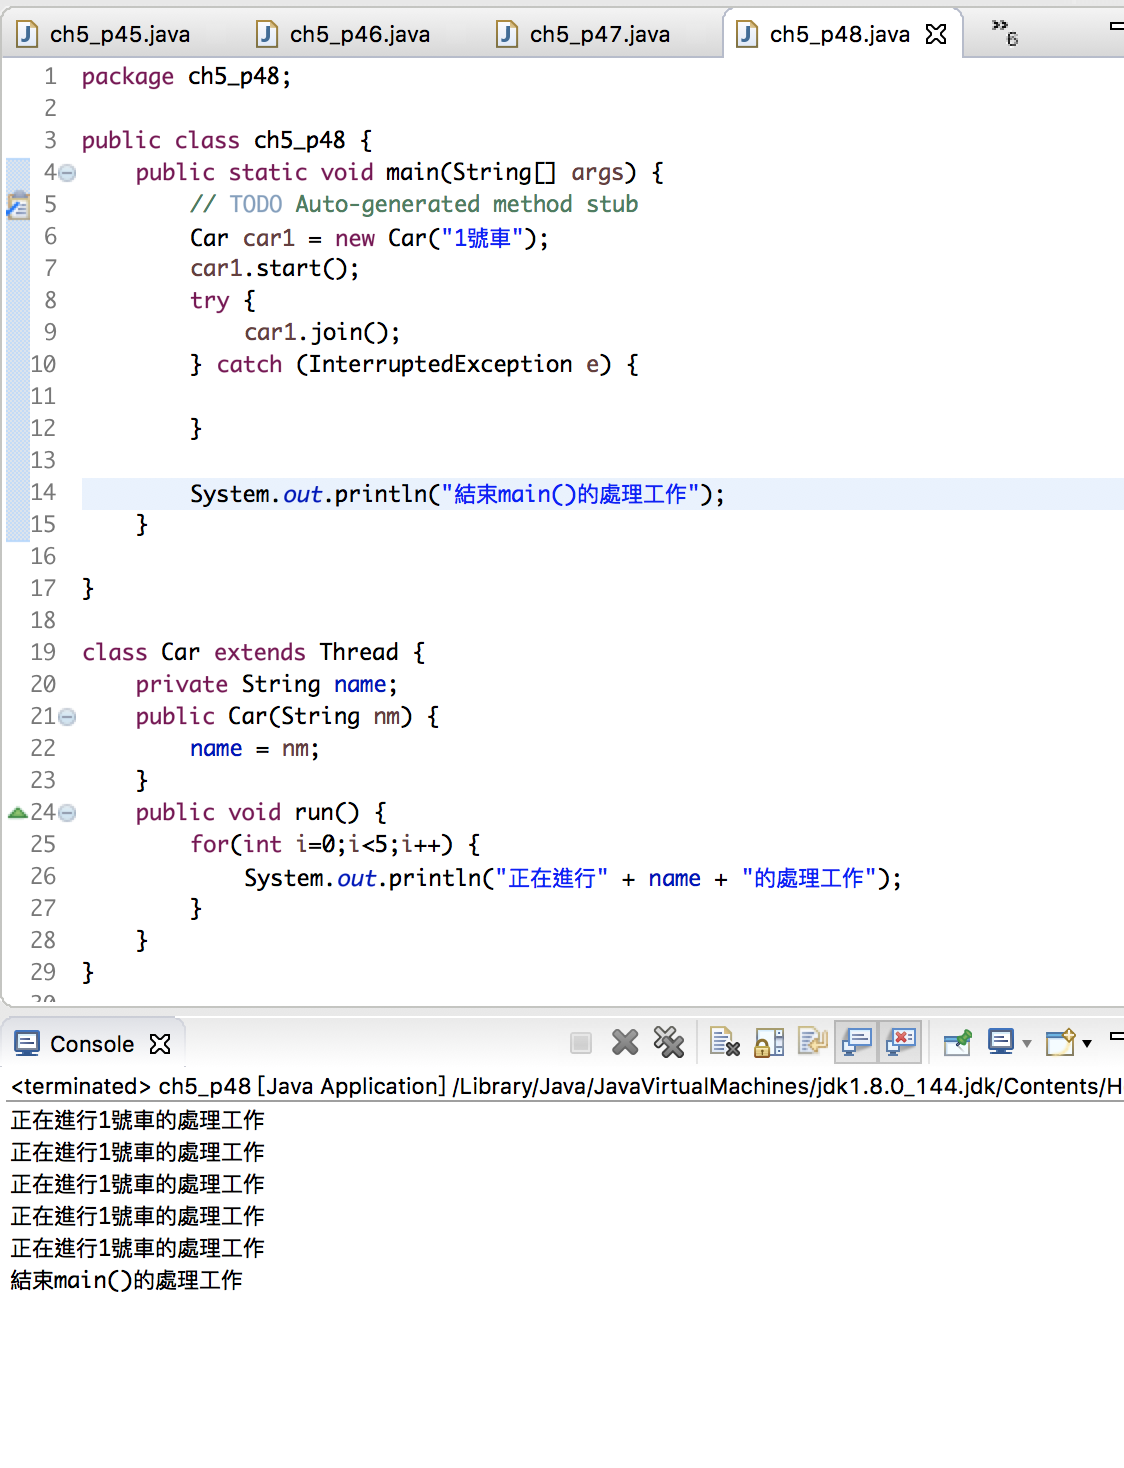 ch5_p45.java ch5_p46.java ch5_p47.java ch5_p48.java 6
1 package ch5_p48;
2
3 public class ch5_p48 {
4 public static void main(String[] args) {
5 // TODO Auto-generated method stub
6 Car car1 = new Car("1號車");
7 car1.start();
8 try {
9 car1.join();
10 } catch (InterruptedException e) {
11
12 }
13
14 System.out.println("結束main()的處理工作");
15 }
16
17 }
18
19 class Car extends Thread {
20 private String name;
21 public Car(String nm) {
22 name = nm;
23 }
24 public void run() {
25 for(int i=0;i<5;i++) {
26 System.out.println("正在進行" + name + "的處理工作");
27 }
28 }
29 }
30
Console
<terminated> ch5_p48 [Java Application] /Library/Java/JavaVirtualMachines/jdk1.8.0_144.jdk/Contents/H
正在進行1號車的處理工作
正在進行1號車的處理工作
正在進行1號車的處理工作
正在進行1號車的處理工作
正在進行1號車的處理工作
結束main()的處理工作